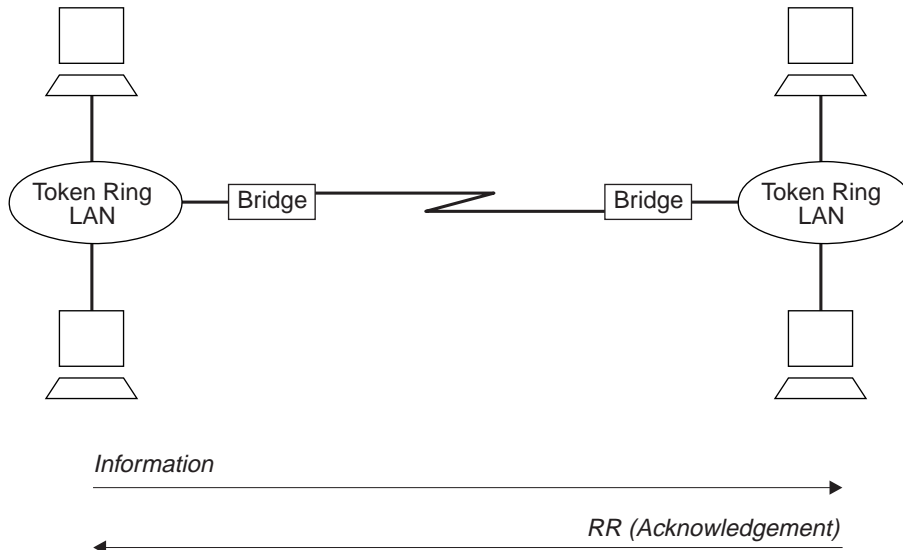 Token Ring
LAN
Bridge
Bridge
Token Ring
LAN
Information
RR (Acknowledgement)